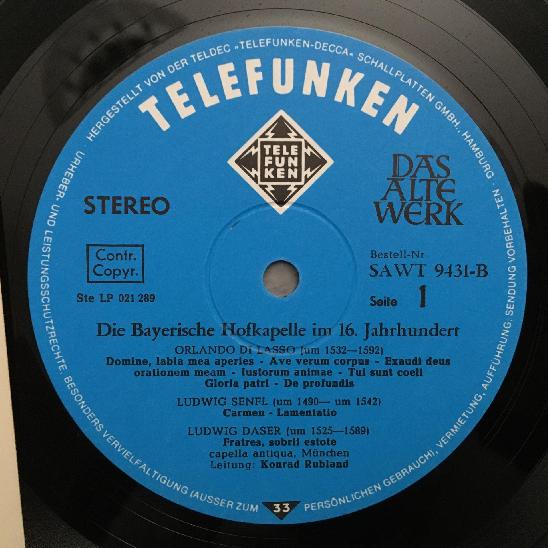 HERGESTELLT VON DER TELDEC »TELEFUNKEN-DECCA« SCHALLPLATTEN GMBH., HAMBURG · URHEBER- UND LEISTUNGSSCHUTZRECHTE, BESONDERS VERVIELFÄLTIGUNG (AUSSER ZUM PERSÖNLICHEN GEBRAUCH), VERMIETUNG, AUFFÜHRUNG, SENDUNG VORBEHALTEN ·
TELEFUNKEN
TELE
FUN
KEN
STEREO
DAS
ALTE
WERK
Contr.
Copyr.
Bestell-Nr
SAWT 9431-B
Ste LP 021 289
Seite 1
Die Bayerische Hofkapelle im 16. Jahrhundert
ORLANDO DI LASSO (um 1532—1592)
Domine, labia mea aperies - Ave verum corpus - Exaudi deus
orationem meam - Iustorum animae - Tui sunt coeli
Gloria patri - De profundis
LUDWIG SENFL (um 1490— um 1542)
Carmen - Lamentatio
LUDWIG DASER (um 1525—1589)
Fratres, sobrii estote
capella antiqua, München
Leitung: Konrad Ruhland
33